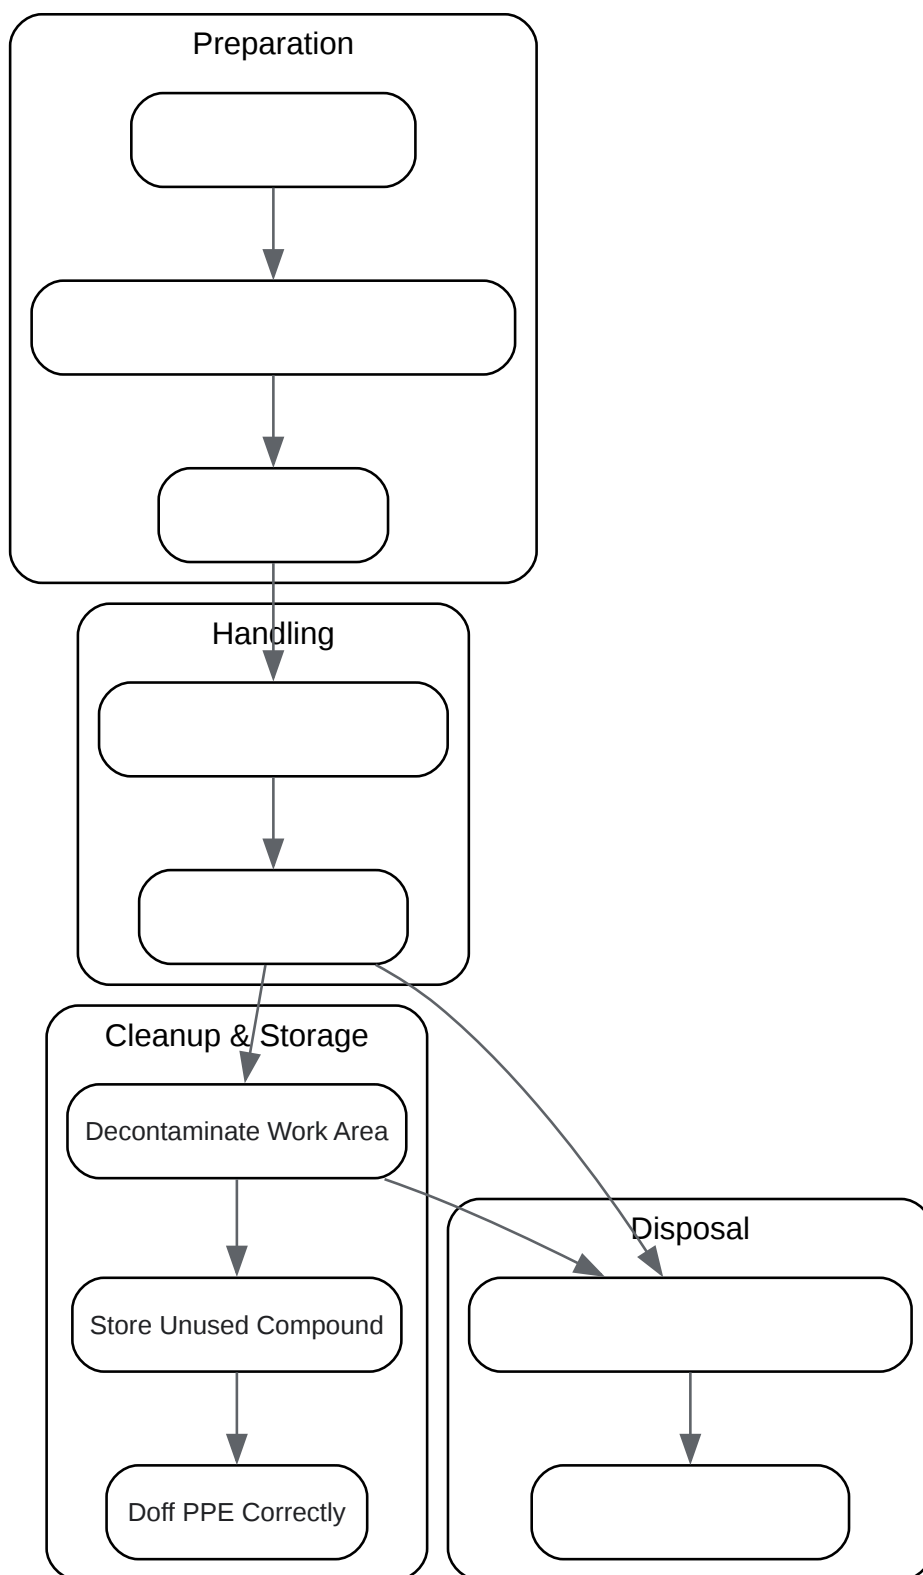 Preparation
Handling
Cleanup & Storage
Decontaminate Work Area
Disposal
Store Unused Compound
Doff PPE Correctly